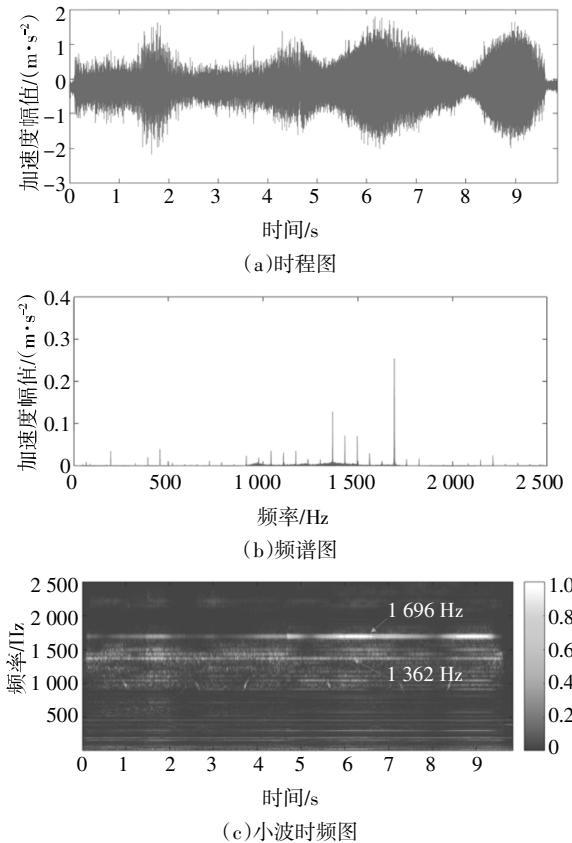 加速度幅值/(m·s⁻²)
2
1
0
−1
−2
−3
0 1 2 3 4 5 6 7 8 9
时间/s
(a)时程图
加速度幅值/(m·s⁻²)
0.4
0.3
0.2
0.1
0
0 500 1 000 1 500 2 000 2 500
频率/Hz
(b)频谱图
频率/Hz
2 500
2 000
1 500
1 000
500
1 696 Hz
1 362 Hz
1.0
0.8
0.6
0.4
0.2
0
0 1 2 3 4 5 6 7 8 9
时间/s
(c)小波时频图